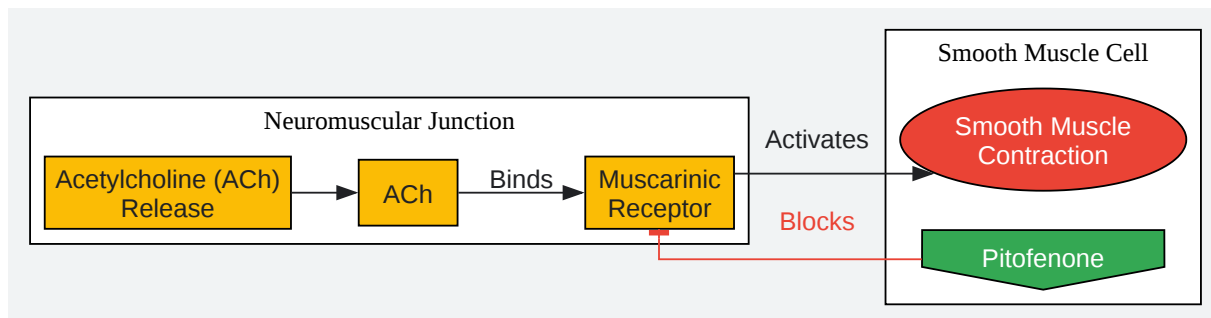 Smooth Muscle Cell
Neuromuscular Junction
Activates
Smooth Muscle
Contraction
Acetylcholine (ACh)
Release
ACh
Binds
Muscarinic
Receptor
Blocks
Pitofenone